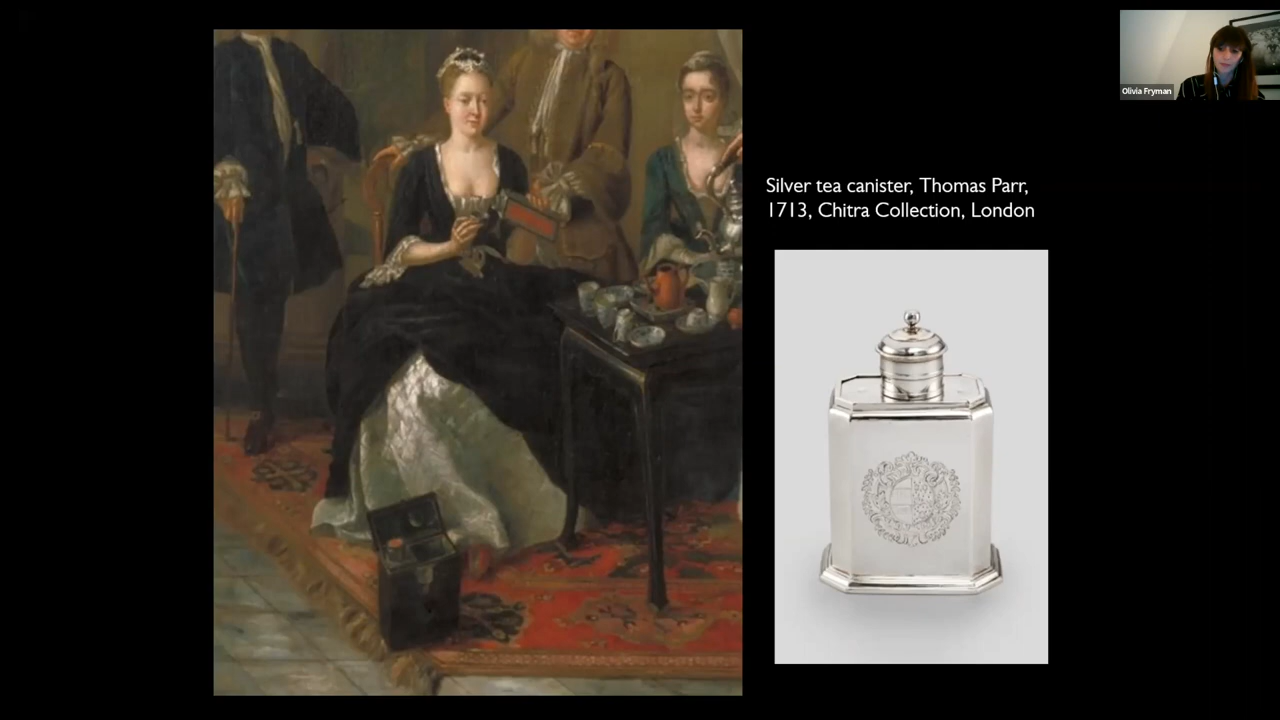 Olivia Fryman
Silver tea canister, Thomas Parr,
1713, Chitra Collection, London